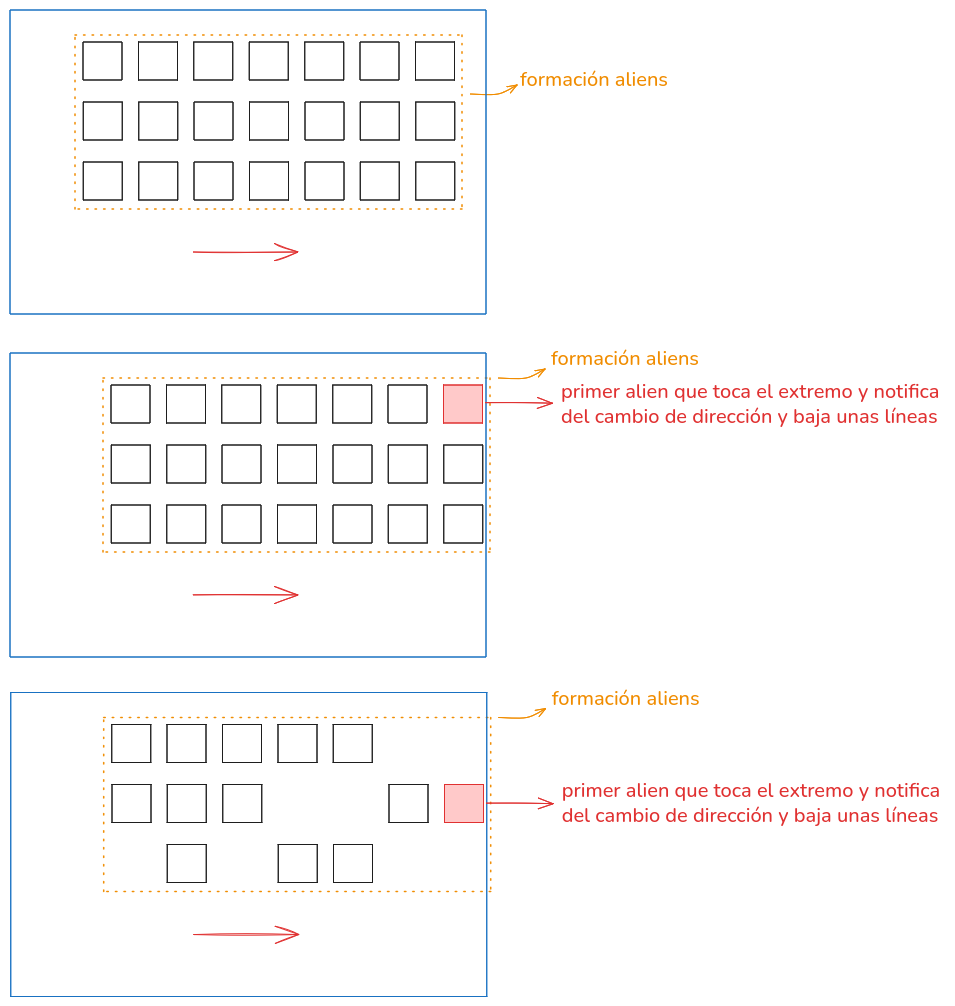 formación aliens
formación aliens
primer alien que toca el extremo y notifica
del cambio de dirección y baja unas líneas
formación aliens
primer alien que toca el extremo y notifica
del cambio de dirección y baja unas líneas